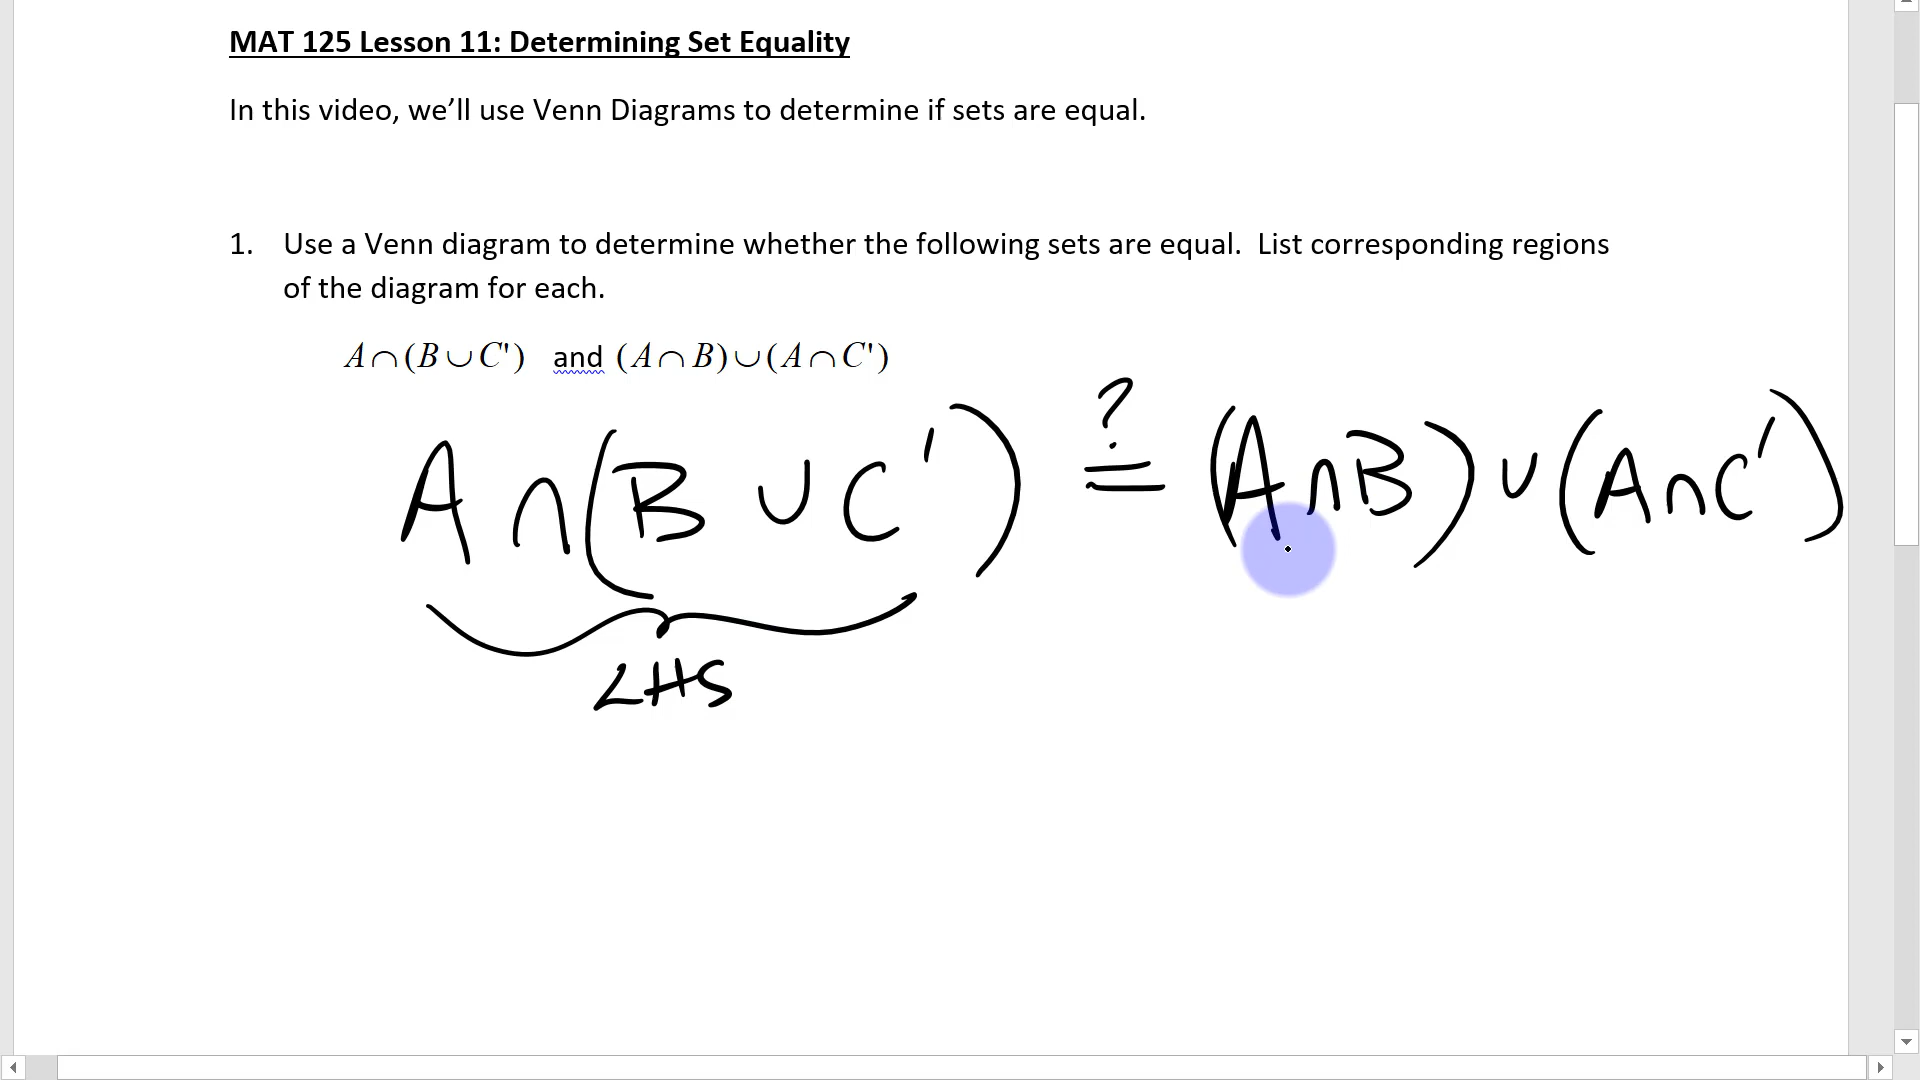 MAT 125 Lesson 11: Determining Set Equality
In this video, we’ll use Venn Diagrams to determine if sets are equal.
1. Use a Venn diagram to determine whether the following sets are equal. List corresponding regions
of the diagram for each.
A∩(B∪C') and (A∩B)∪(A∩C')
A∩(B∪C') ?= (A∩B)∪(A∩C')
LHS